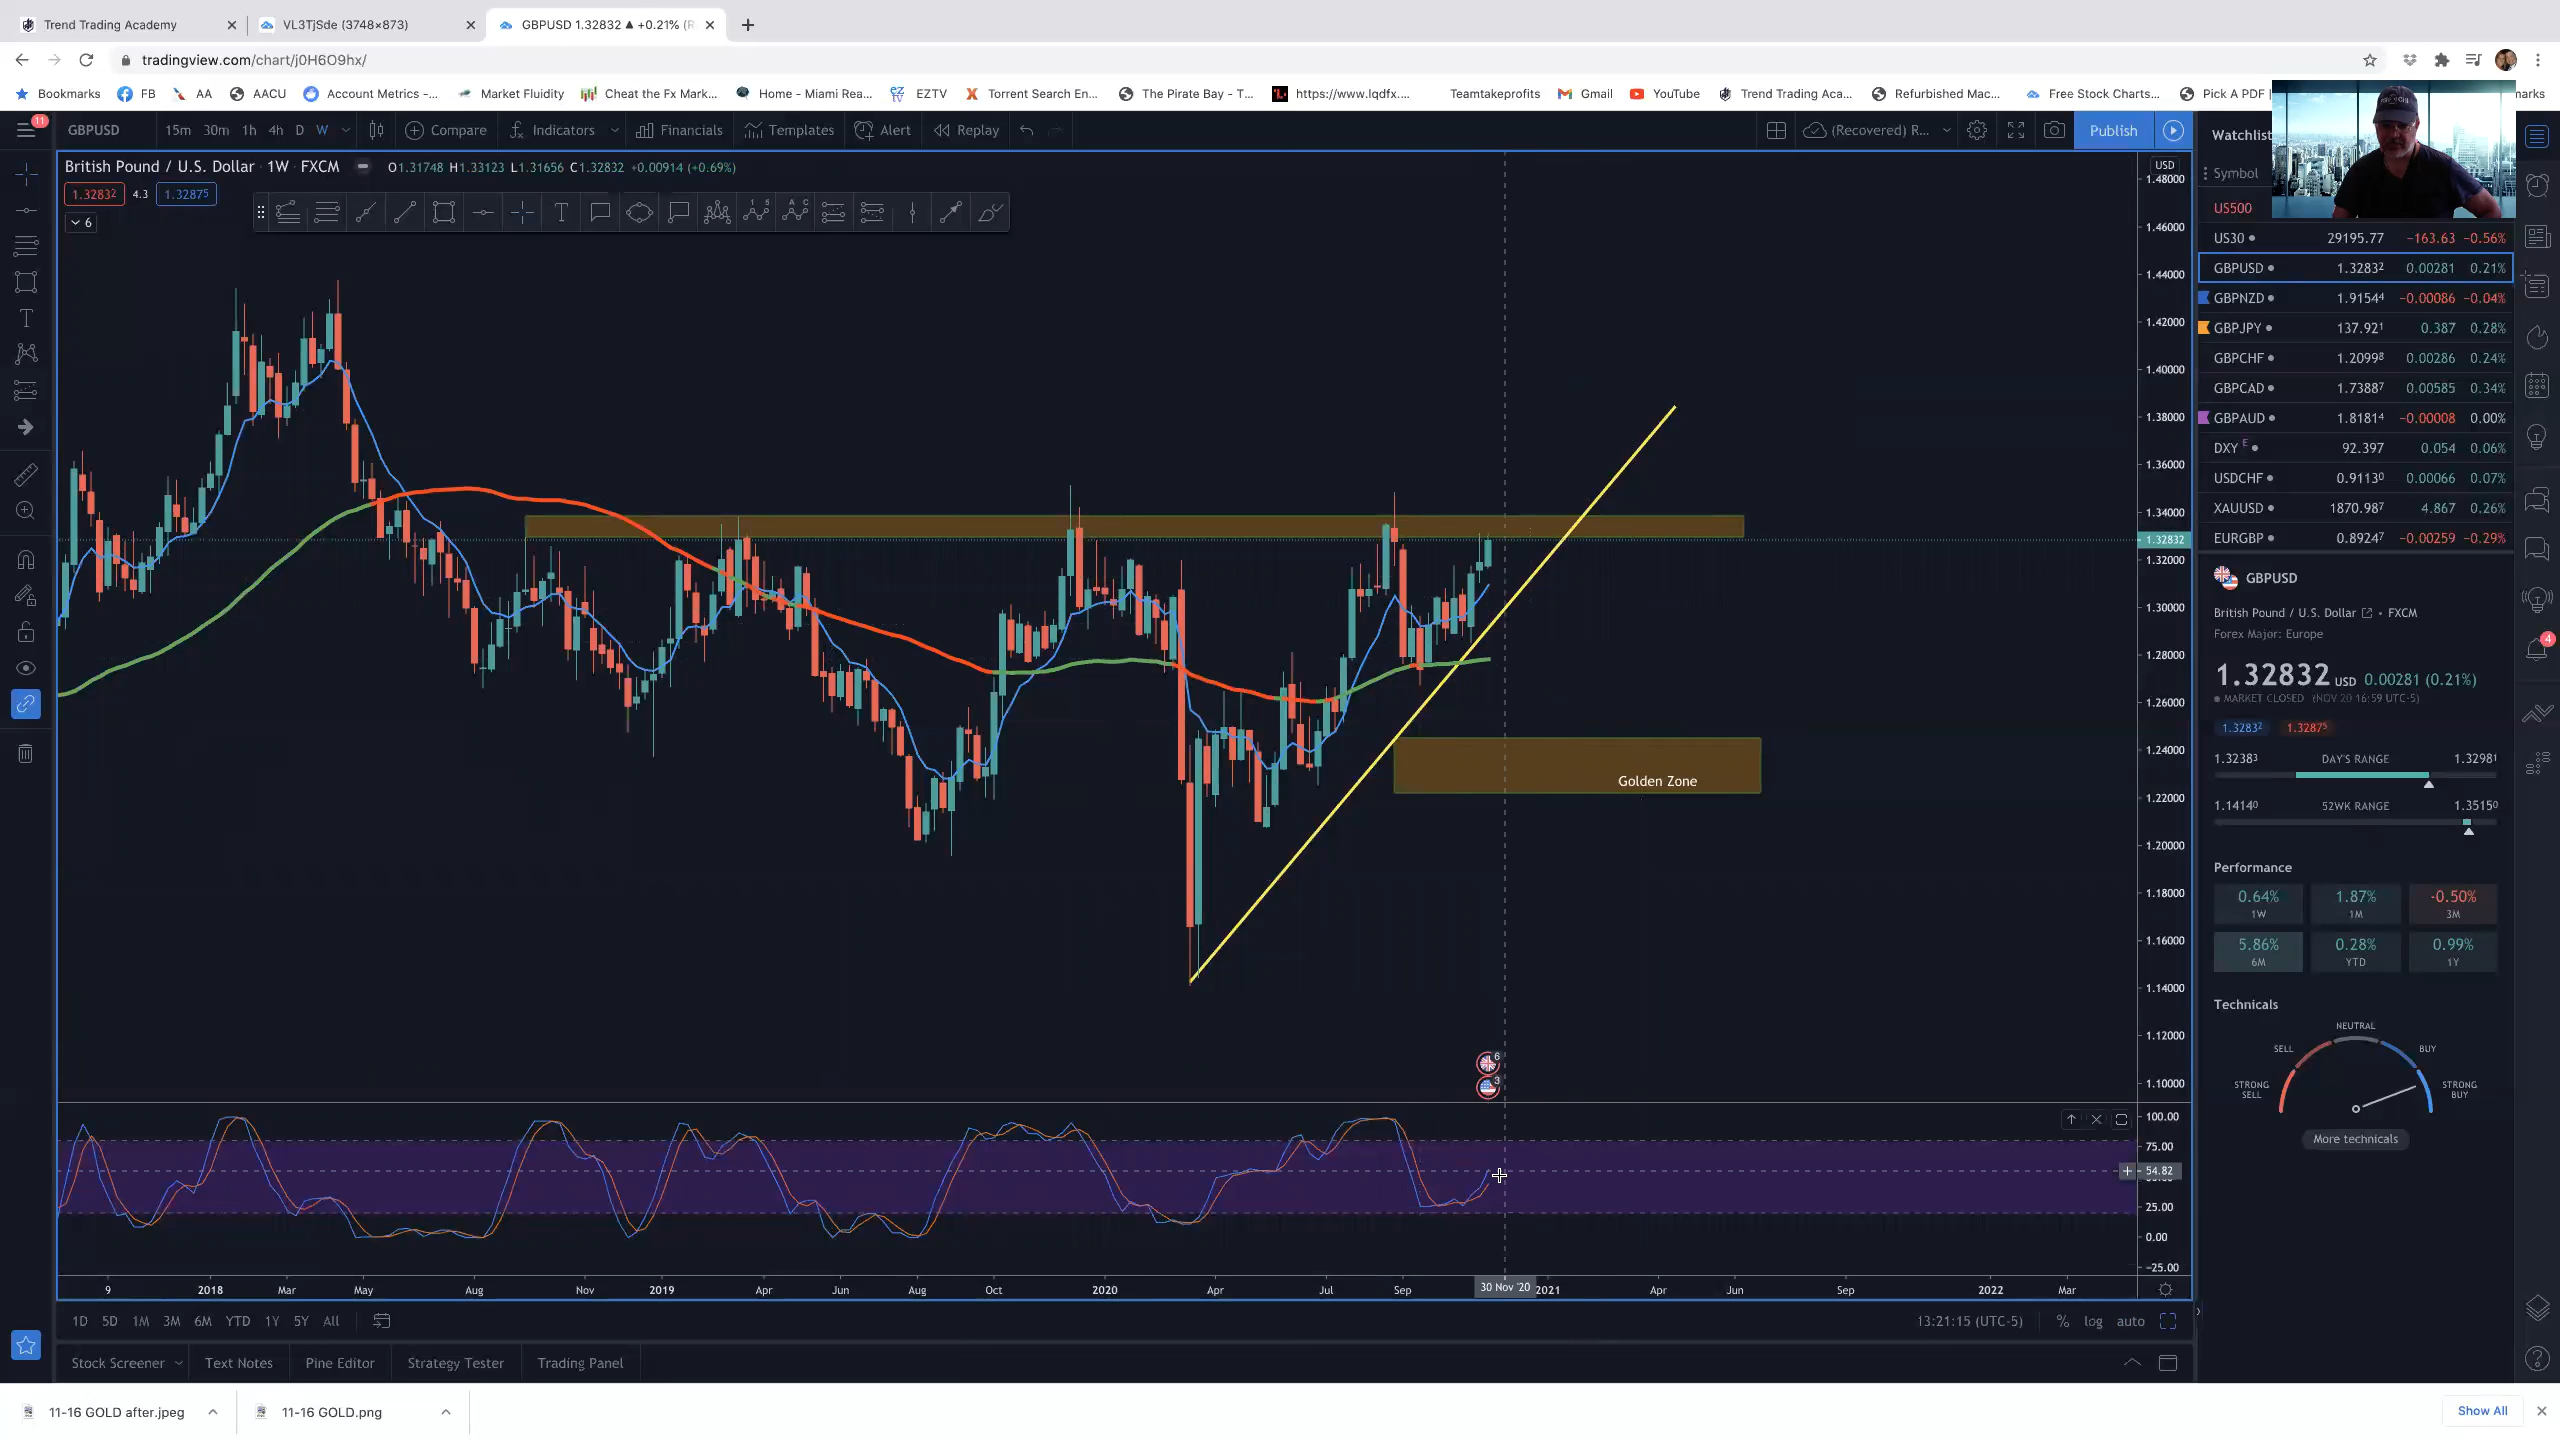 Trend Trading Academy
VL3TjSde (3748×873)
GBPUSD 1.32832 ▲ +0.21% (R
tradingview.com/chart/j0H6O9hx/
Bookmarks FB AA AACU Account Metrics -... Market Fluidity Cheat the Fx Mark... Home - Miami Rea... EZTV Torrent Search En... The Pirate Bay - T... https://www.lqdfx.... Teamtakeprofits Gmail YouTube Trend Trading Aca... Refurbished Mac... Free Stock Charts... Pick A PDF marks
11 GBPUSD 15m 30m 1h 4h D W Compare Indicators Financials Templates Alert Replay (Recovered) R... Publish
Watchlist
British Pound / U.S. Dollar · 1W · FXCM O1.31748 H1.33123 L1.31656 C1.32832 +0.00914 (+0.69%)
1.32832 4.3 1.32875
6
Symbol
US500
US30 29195.77 −163.63 −0.56%
GBPUSD 1.32832 0.00281 0.21%
GBPNZD 1.91544 −0.00086 −0.04%
GBPJPY 137.921 0.387 0.28%
GBPCHF 1.20998 0.00286 0.24%
GBPCAD 1.73887 0.00585 0.34%
GBPAUD 1.81814 −0.00008 0.00%
DXY E 92.397 0.054 0.06%
USDCHF 0.91130 0.00066 0.07%
XAUUSD 1870.987 4.867 0.26%
EURGBP 0.89247 −0.00259 −0.29%
USD
1.48000
1.46000
1.44000
1.42000
1.40000
1.38000
1.36000
1.34000
1.32832
1.32000
1.30000
1.28000
1.26000
1.24000
1.22000
1.20000
1.18000
1.16000
1.14000
1.12000
1.10000
Golden Zone
6
3
100.00
75.00
54.82
25.00
0.00
−25.00
9 2018 Mar May Aug Nov 2019 Apr Jun Aug Oct 2020 Apr Jul Sep 30 Nov '20 2021 Apr Jun Sep 2022 Mar
GBPUSD
British Pound / U.S. Dollar • FXCM
Forex Major: Europe
4
1.32832 USD 0.00281 (0.21%)
MARKET CLOSED (NOV 20 16:59 UTC-5)
1.32832 1.32875
1.32383 DAY'S RANGE 1.32981
1.14140 52WK RANGE 1.35150
Performance
0.64% 1.87% -0.50%
1W 1M 3M
5.86% 0.28% 0.99%
6M YTD 1Y
Technicals
NEUTRAL
SELL BUY
STRONG SELL
STRONG BUY
More technicals
1D 5D 1M 3M 6M YTD 1Y 5Y All 13:21:15 (UTC-5) % log auto
Stock Screener Text Notes Pine Editor Strategy Tester Trading Panel
11-16 GOLD after.jpeg 11-16 GOLD.png Show All